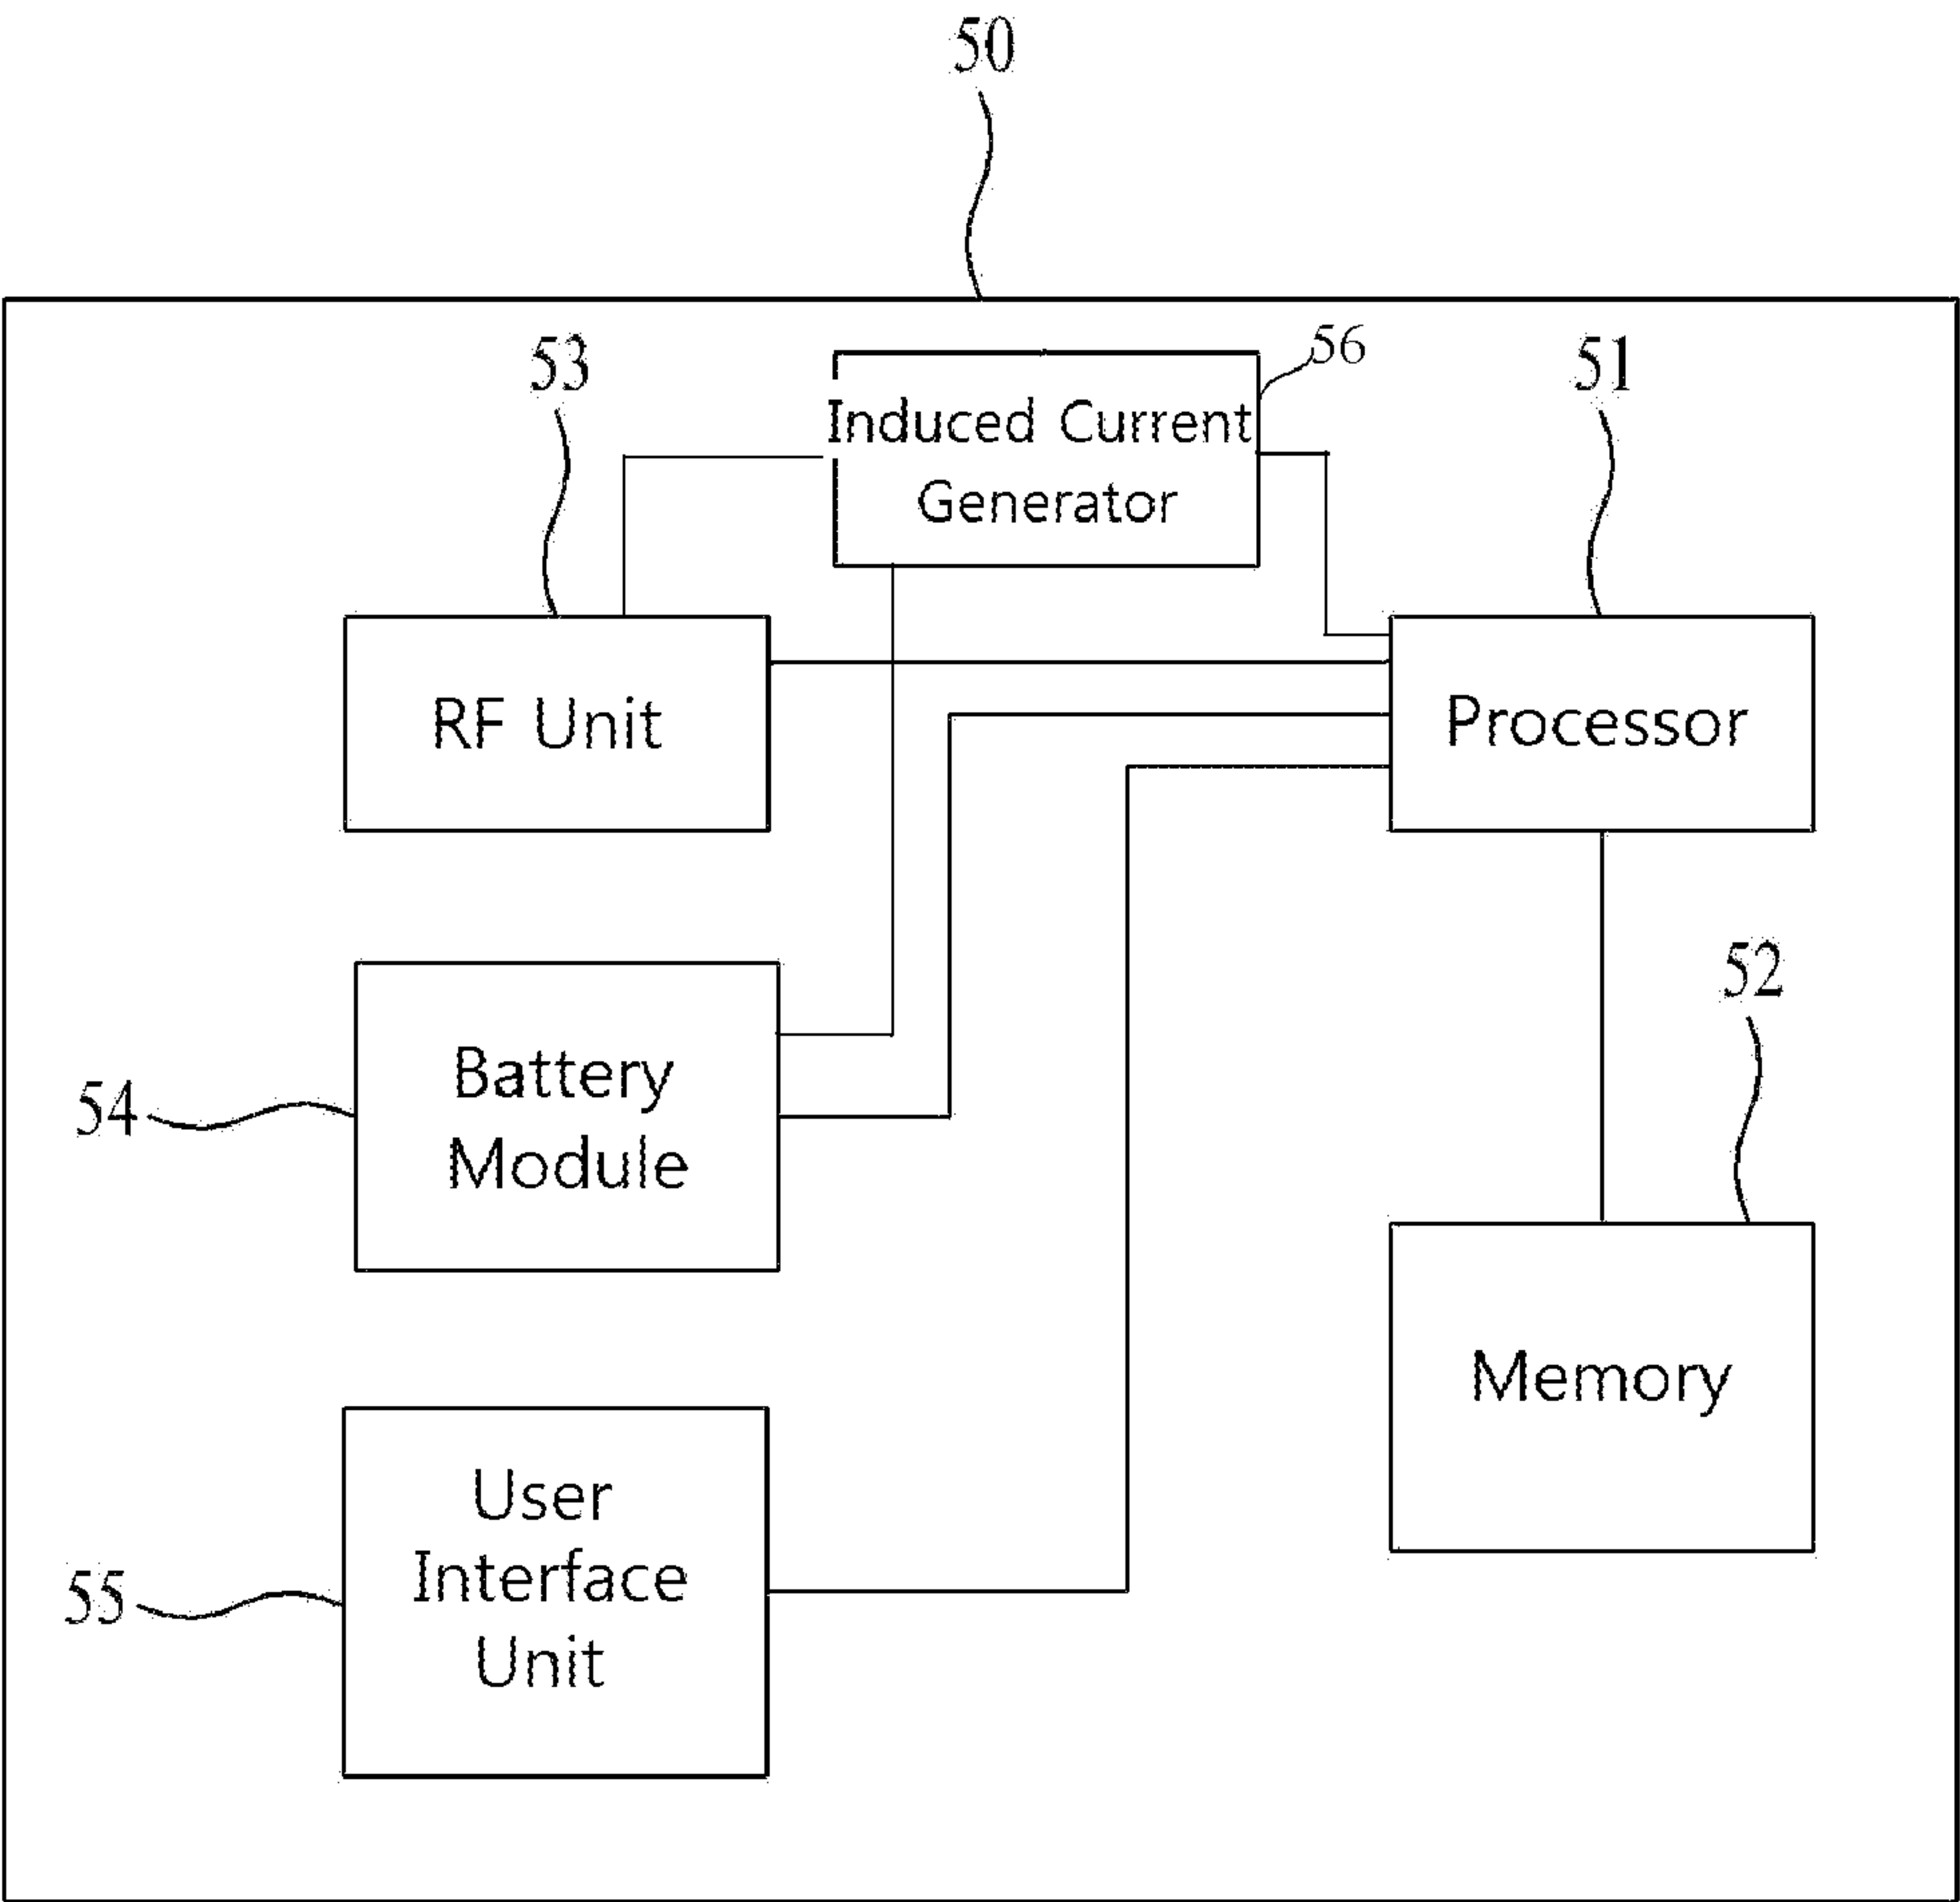 50
53
56
51
Induced Current
Generator
RF Unit
Processor
52
Battery
Module
54
Memory
User
Interface
Unit
55